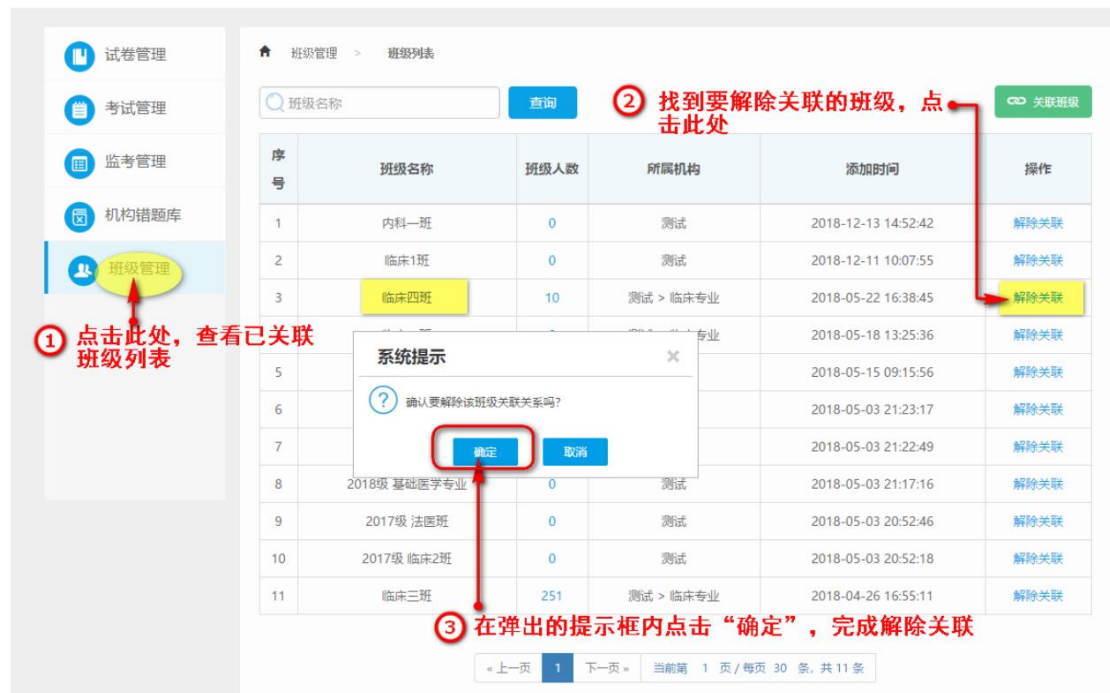 试卷管理
考试管理
监考管理
机构错题库
班级管理
① 点击此处，查看已关联
班级列表
班级管理 > 班级列表
班级名称
查询
② 找到要解除关联的班级，点
击此处
关联班级
序号 班级名称 班级人数 所属机构 添加时间 操作
1 内科一班 0 测试 2018-12-13 14:52:42 解除关联
2 临床1班 0 测试 2018-12-11 10:07:55 解除关联
3 临床四班 10 测试 > 临床专业 2018-05-22 16:38:45 解除关联
专业 2018-05-18 13:25:36 解除关联
5 2018-05-15 09:15:56 解除关联
6 2018-05-03 21:23:17 解除关联
7 2018-05-03 21:22:49 解除关联
8 2018级 基础医学专业 0 测试 2018-05-03 21:17:16 解除关联
9 2017级 法医班 0 测试 2018-05-03 20:52:46 解除关联
10 2017级 临床2班 0 测试 2018-05-03 20:52:18 解除关联
11 临床三班 251 测试 > 临床专业 2018-04-26 16:55:11 解除关联
系统提示 ×
? 确认要解除该班级关联关系吗?
确定 取消
③ 在弹出的提示框内点击“确定”，完成解除关联
« 上一页 1 下一页 » 当前第 1 页 / 每页 30 条, 共 11 条